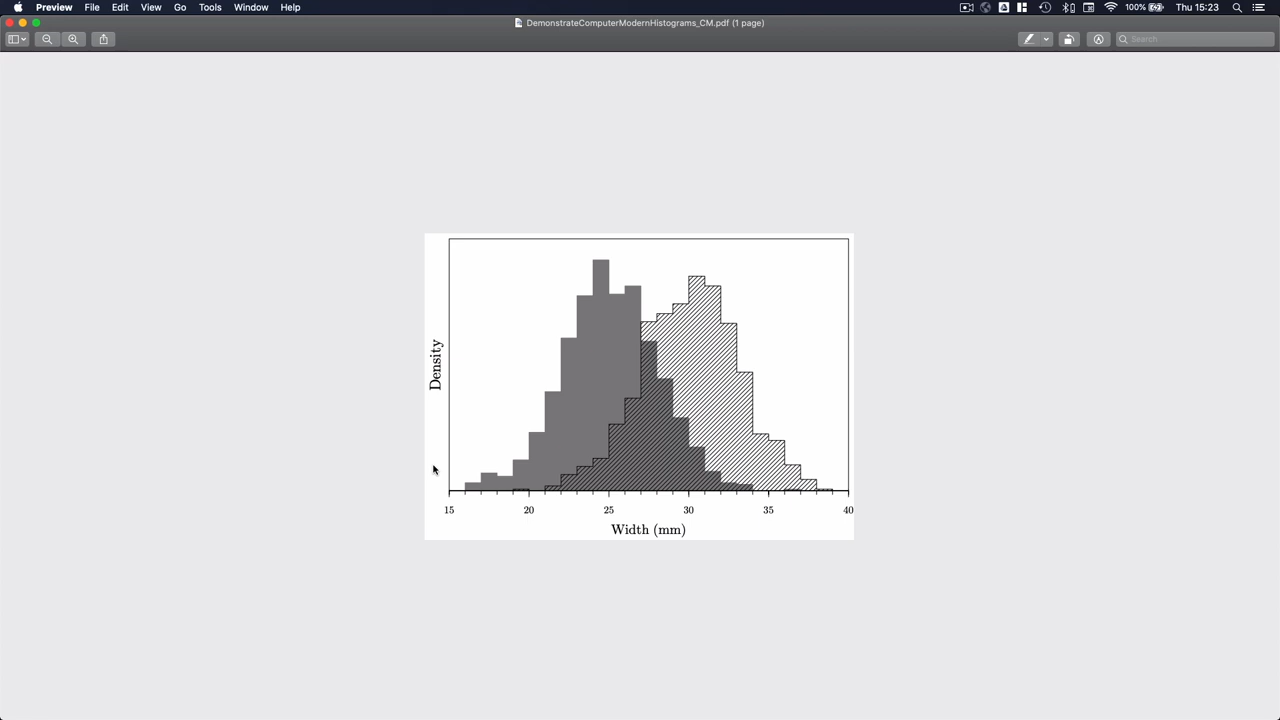 Preview File Edit View Go Tools Window Help 100% Thu 15:23
DemonstrateComputerModernHistograms_CM.pdf (1 page)
Search
Density
15 20 25 30 35 40
Width (mm)